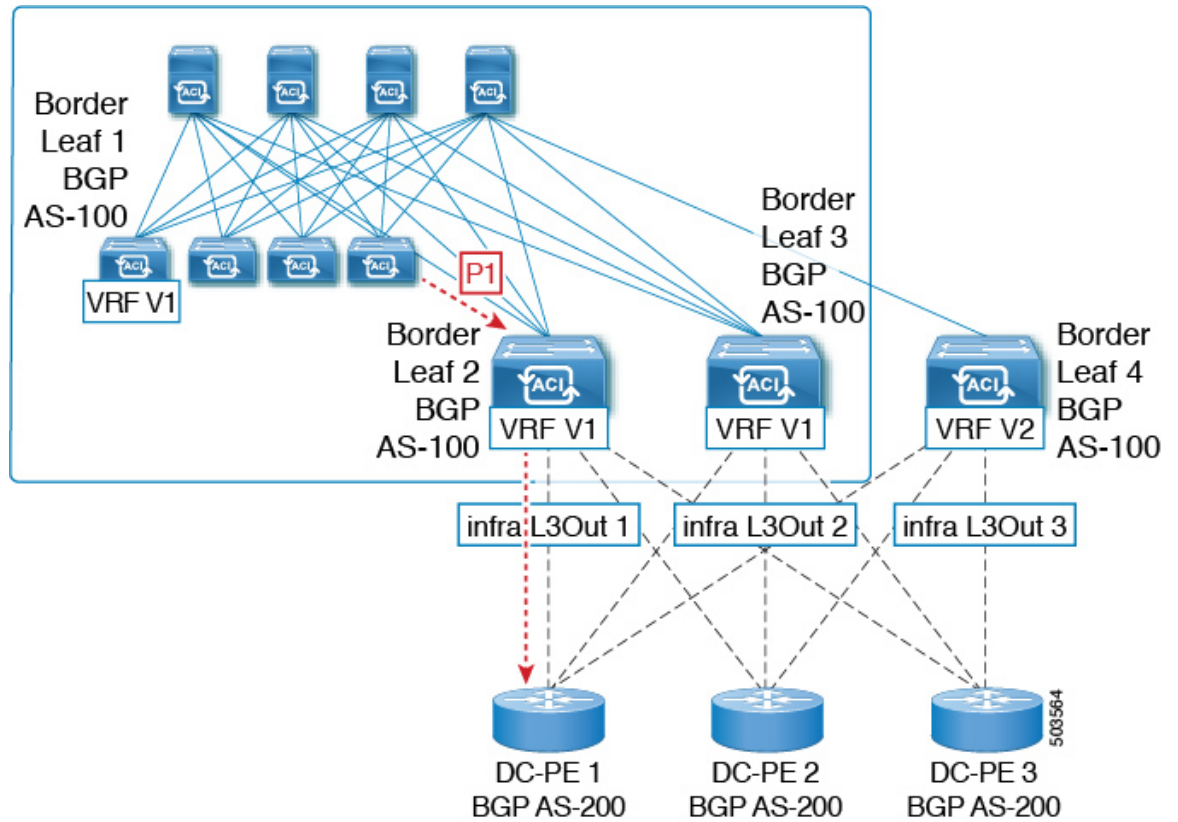 ACI
ACI
ACI
ACI
Border
Leaf 1
BGP
AS-100
ACI
ACI
ACI
ACI
VRF V1
P1
Border
Leaf 3
BGP
AS-100
Border
Leaf 2
BGP
AS-100
ACI
VRF V1
ACI
VRF V1
ACI
VRF V2
Border
Leaf 4
BGP
AS-100
infra L3Out 1
infra L3Out 2
infra L3Out 3
503564
DC-PE 1
BGP AS-200
DC-PE 2
BGP AS-200
DC-PE 3
BGP AS-200